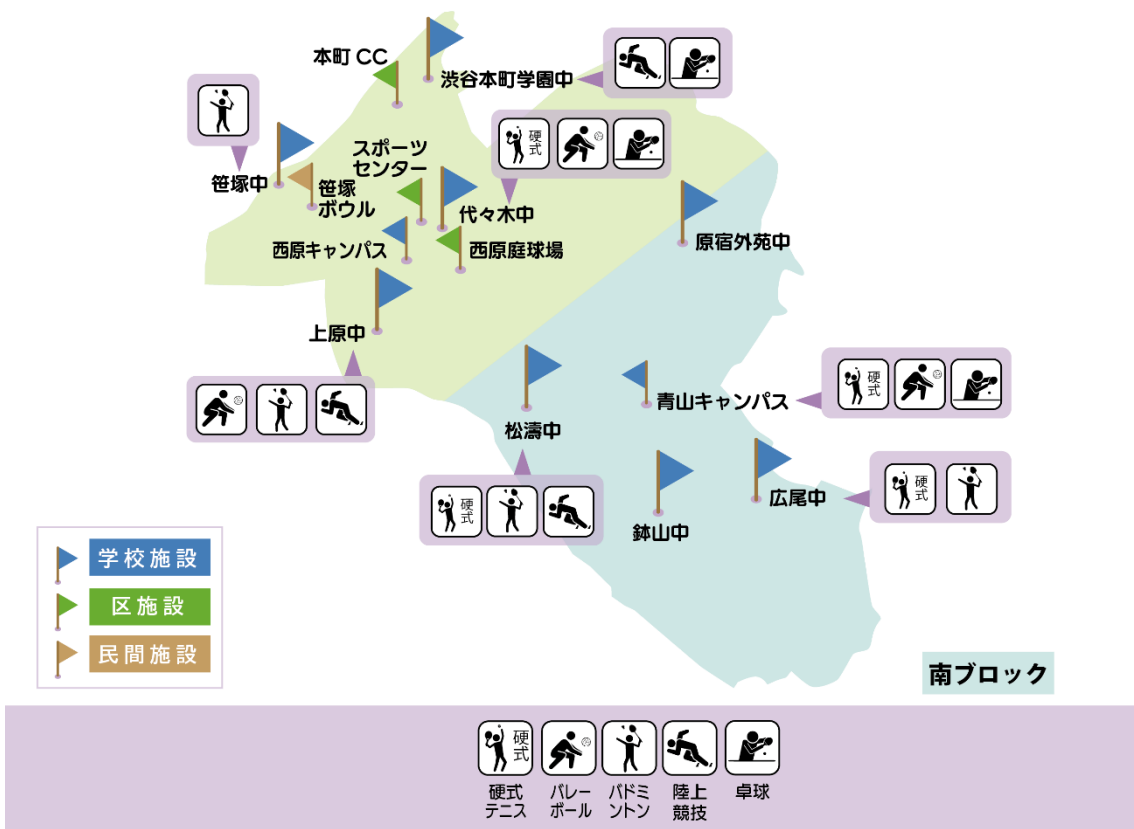 本町CC
渋谷本町学園中
スポーツ
センター
硬式
笹塚中
笹塚
ボウル
代々木中
西原キャンパス
西原庭球場
原宿外苑中
上原中
硬式
青山キャンパス
松濤中
硬式
広尾中
硬式
鉢山中
学校施設
区施設
民間施設
南ブロック
硬式
硬式
テニス
バレー
ボール
バドミ
ントン
陸上
競技
卓球